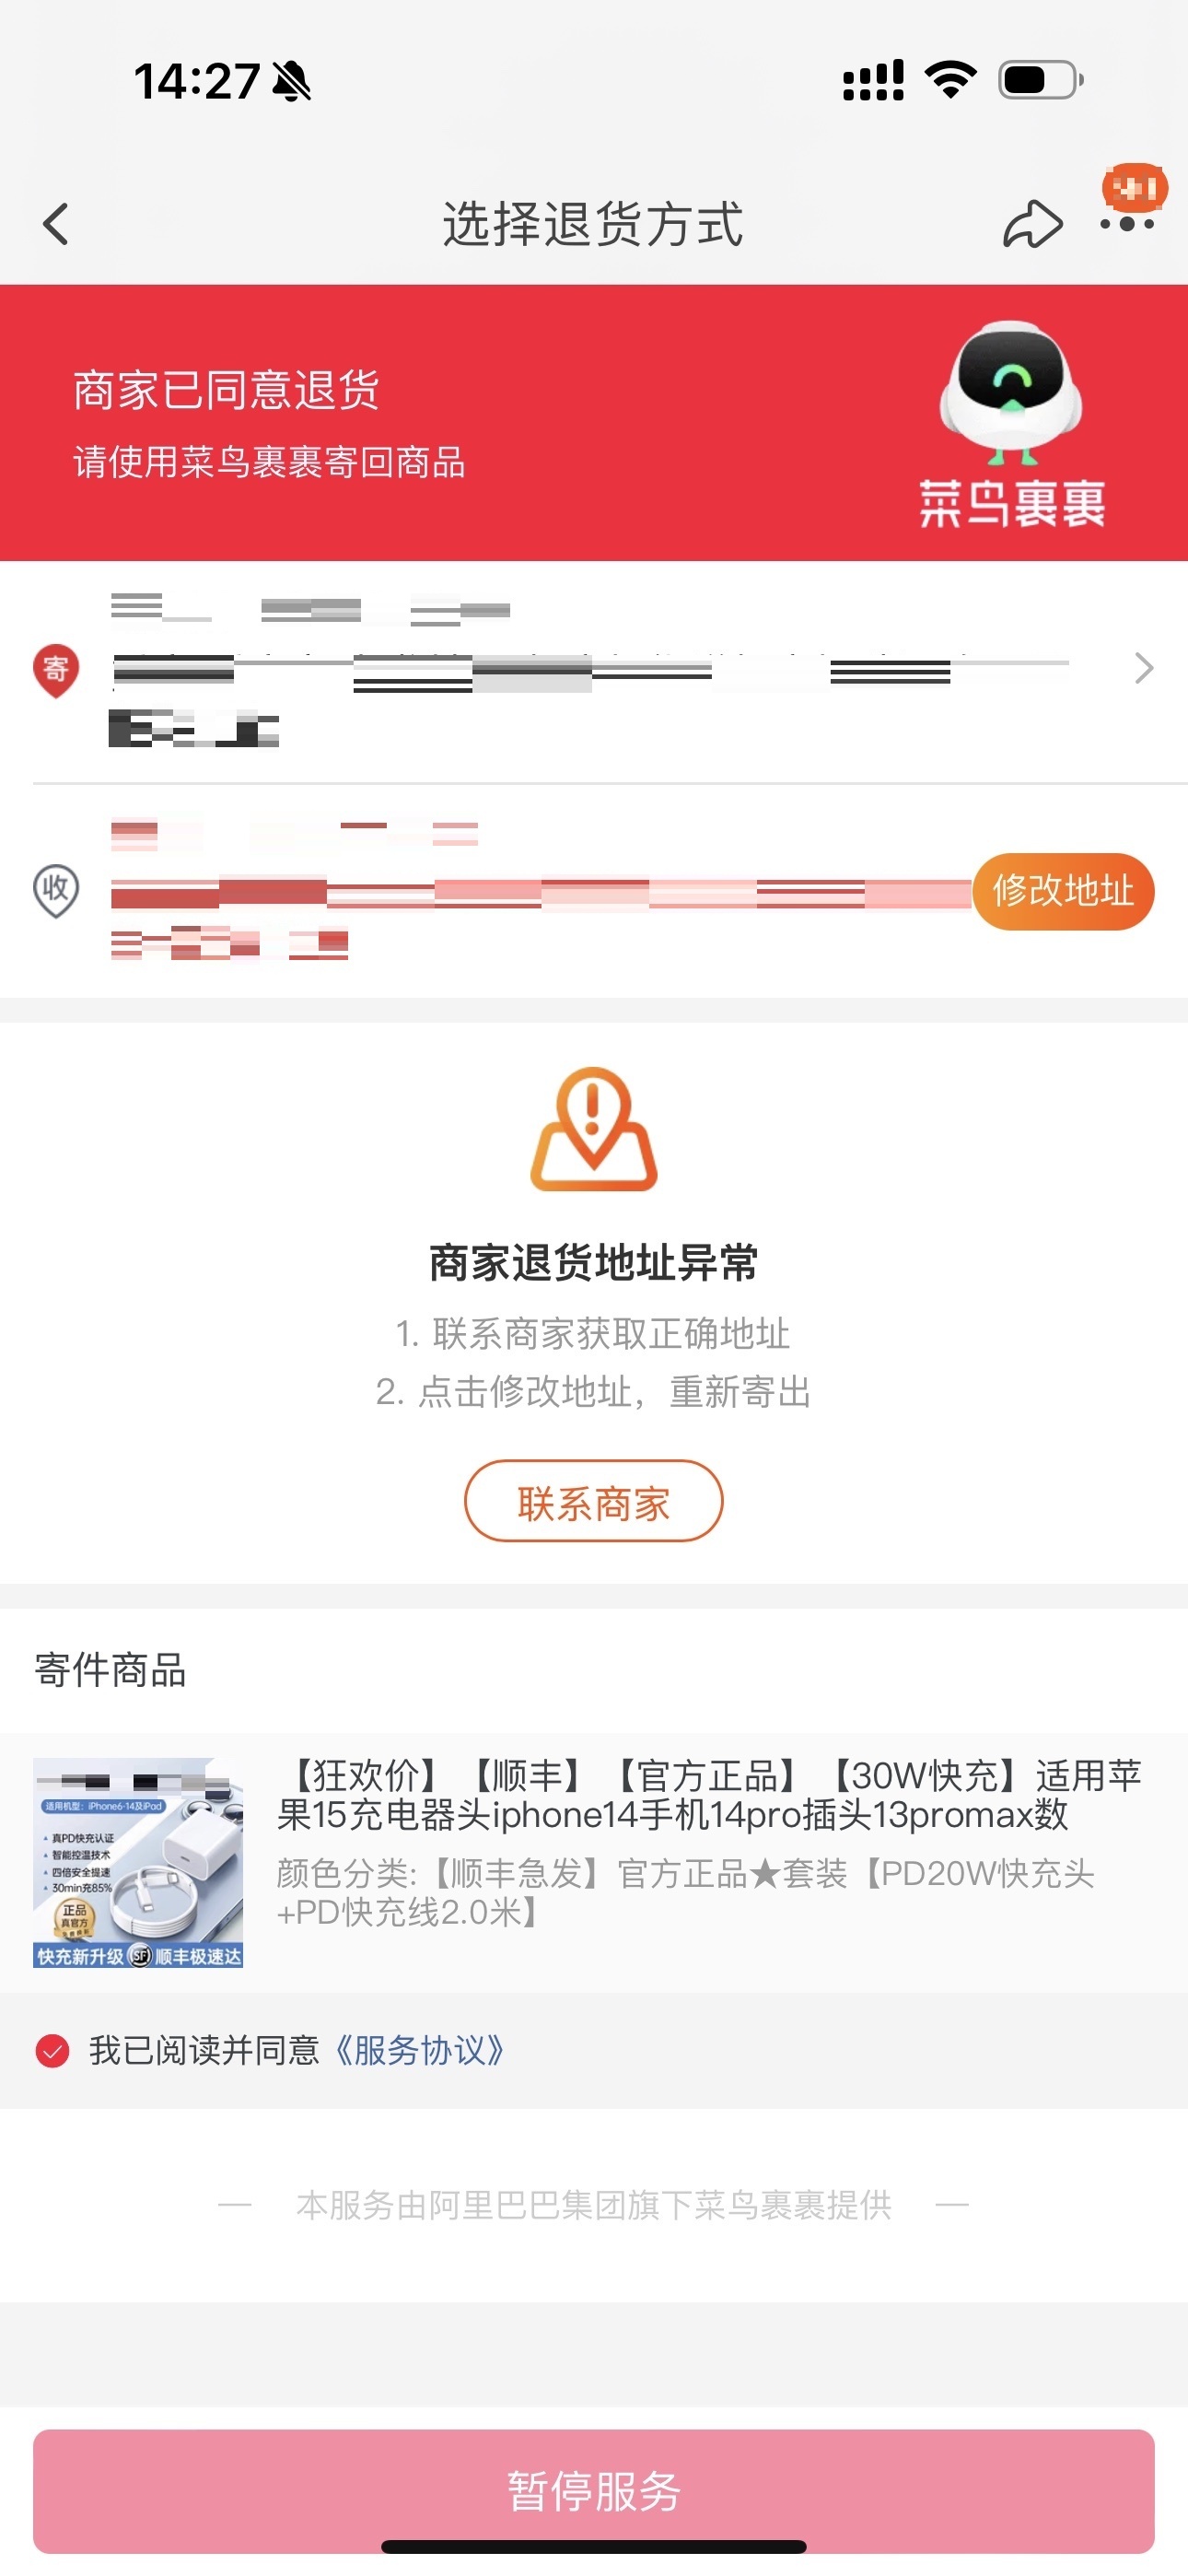 14:27
选择退货方式
商家已同意退货
请使用菜鸟裹裹寄回商品
菜鸟裹裹
寄
收
修改地址
商家退货地址异常
1. 联系商家获取正确地址
2. 点击修改地址，重新寄出
联系商家
寄件商品
【狂欢价】【顺丰】【官方正品】【30W快充】适用苹
果15充电器头iphone14手机14pro插头13promax数
颜色分类:【顺丰急发】官方正品★套装【PD20W快充头
+PD快充线2.0米】
适用机型：iPhone6-14及iPad
真PD快充认证
智能控温技术
四倍安全提速
30min充85%
正品
真官方
快充新升级 SF 顺丰极速达
我已阅读并同意《服务协议》
本服务由阿里巴巴集团旗下菜鸟裹裹提供
暂停服务